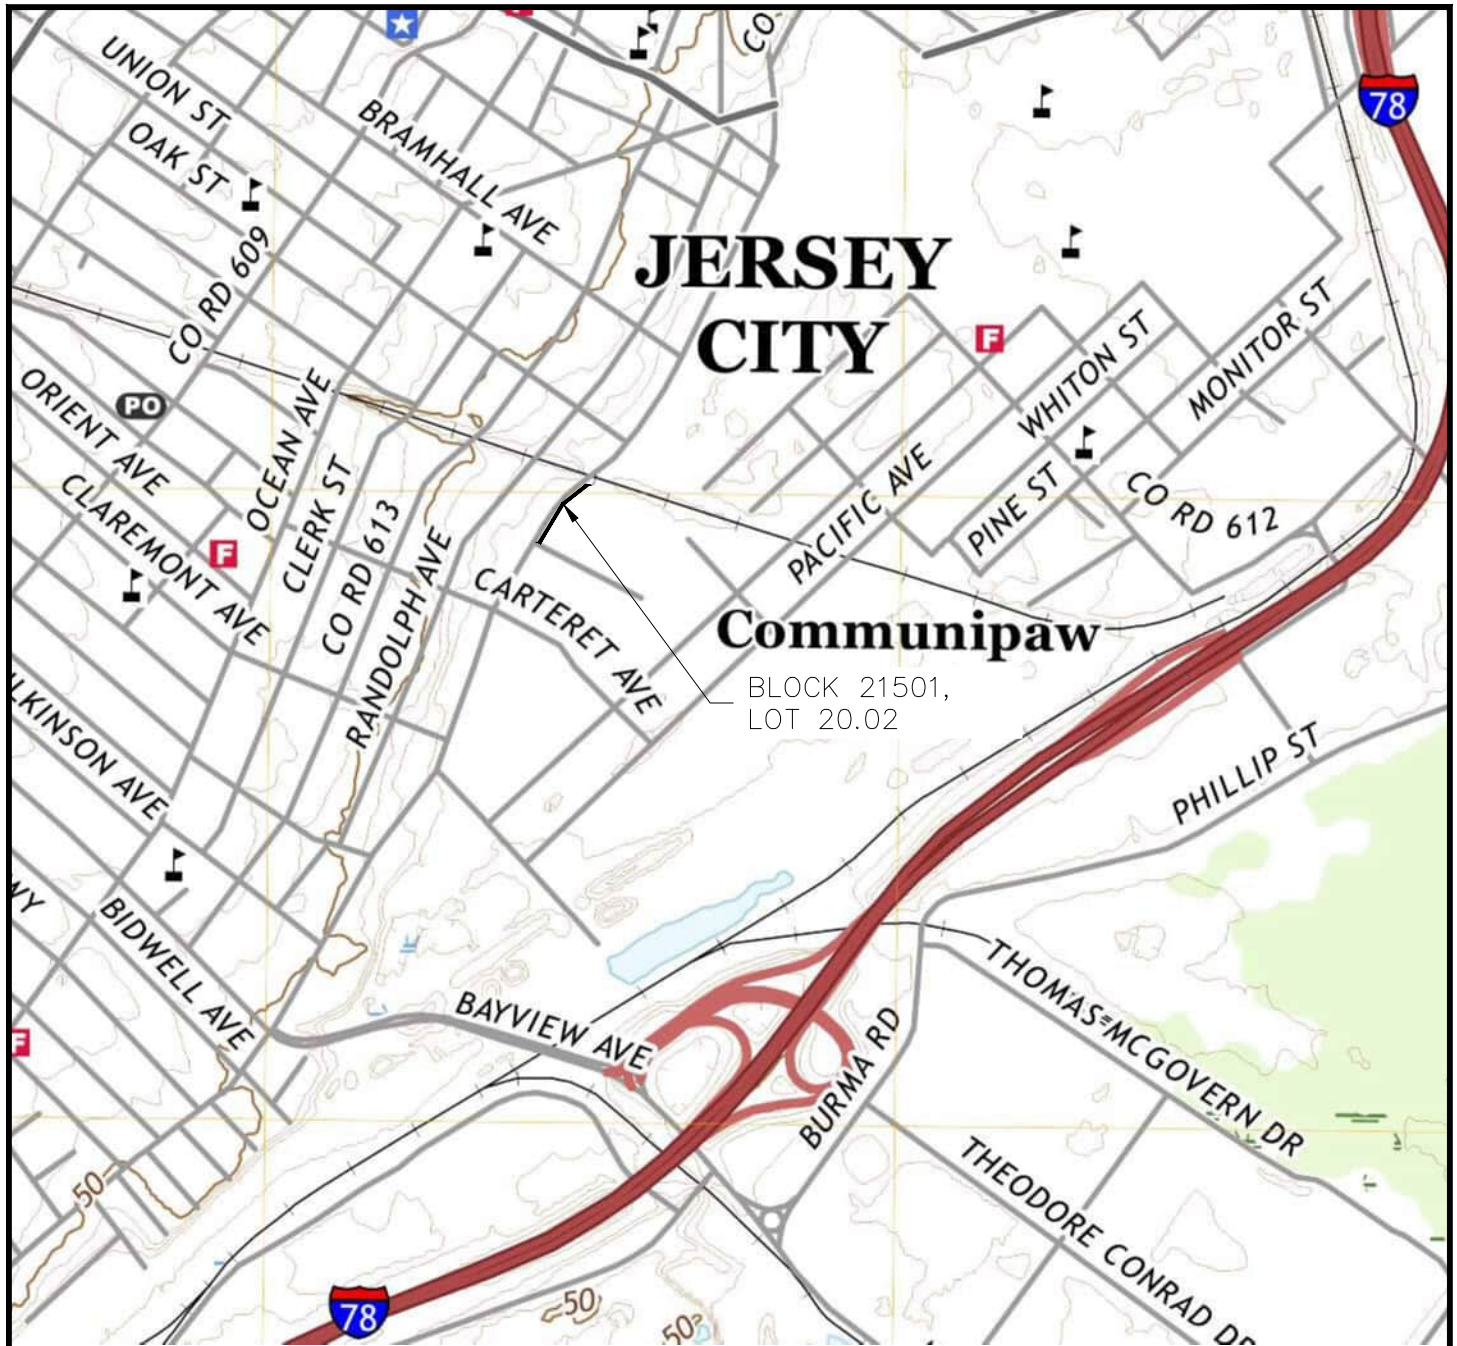 CO
78
UNION ST
OAK ST
BRAMHALL AVE
CO RD 609
JERSEY
CITY
F
WHITON ST
MONITOR ST
ORIENT AVE
PO
OCEAN AVE
CLAREMONT AVE
F
CLERK ST
CO RD 613
RANDOLPH AVE
PACIFIC AVE
PINE ST
CO RD 612
CARTERET AVE
Communipaw
BLOCK 21501,
LOT 20.02
LKINSON AVE
PHILLIP ST
WY
BIDWELL AVE
F
BAYVIEW AVE
BURMA RD
THOMAS MCGOVERN DR
THEODORE CONRAD DR
50
78
50
50